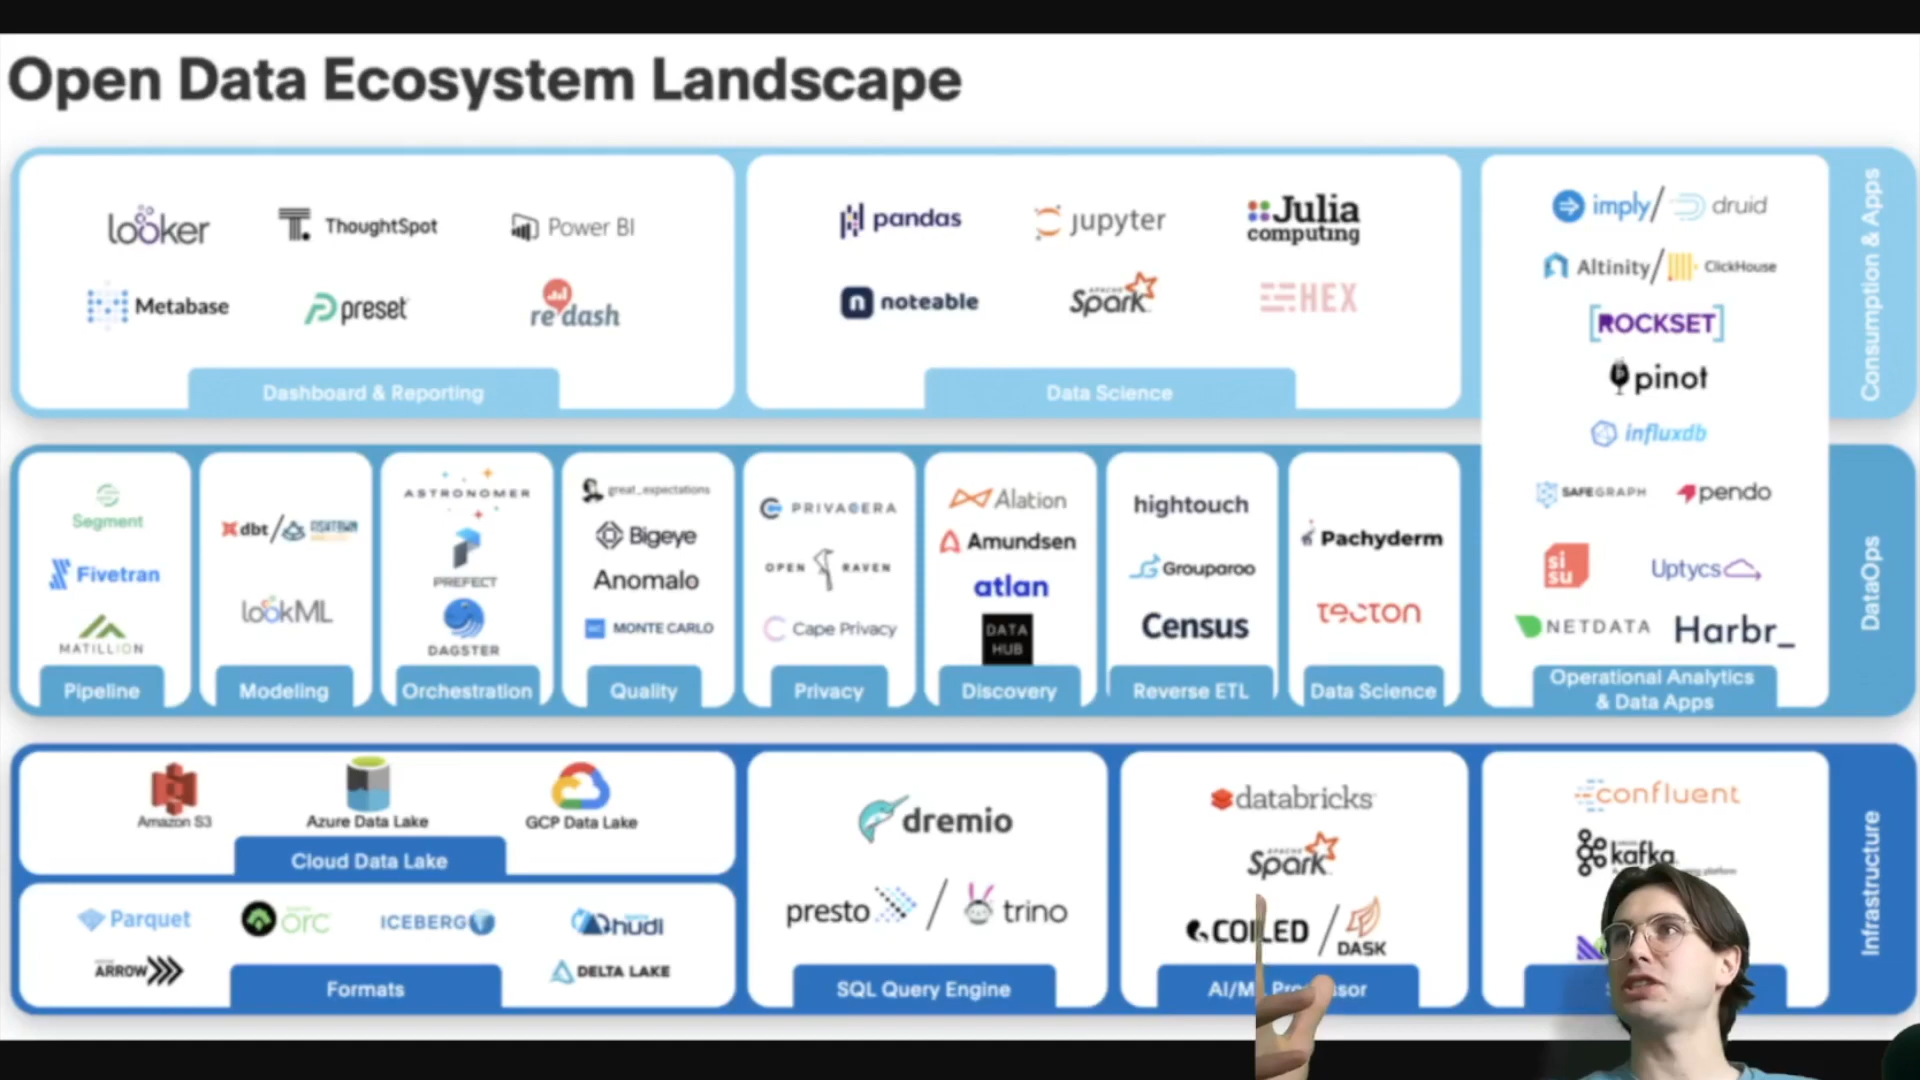 Open Data Ecosystem Landscape
looker
ThoughtSpot
Power BI
Metabase
preset
redash
Dashboard & Reporting
pandas
jupyter
Julia
computing
noteable
APACHE
Spark
HEX
Data Science
imply / druid
Altinity / ClickHouse
ROCKSET
pinot
influxdb
SAFEGRAPH
pendo
si
su
Uptycs
NETDATA
Harbr_
Operational Analytics
& Data Apps
Consumption & Apps
Segment
Fivetran
MATILLION
Pipeline
dbt /
lookML
Modeling
ASTRONOMER
PREFECT
DAGSTER
Orchestration
great_expectations
Bigeye
Anomalo
MC MONTE CARLO
Quality
PRIVACERA
OPEN RAVEN
Cape Privacy
Privacy
Alation
Amundsen
atlan
DATA
HUB
Discovery
hightouch
Grouparoo
Census
Reverse ETL
Pachyderm
TECTON
Data Science
DataOps
Amazon S3
Azure Data Lake
GCP Data Lake
Cloud Data Lake
Parquet
orc
ICEBERG
hudi
ARROW
DELTA LAKE
Formats
dremio
presto / trino
SQL Query Engine
databricks
APACHE
Spark
COILED / DASK
AI/M
confluent
kafka
Infrastructure